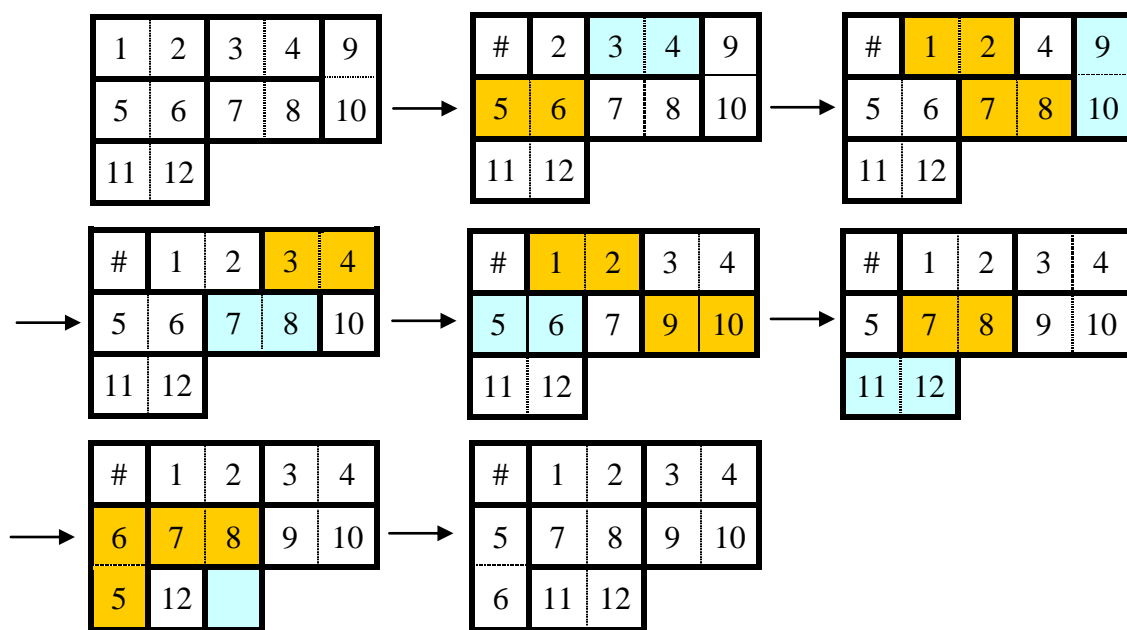 1 2 3 4 9
5 6 7 8 10
11 12
# 2 3 4 9
5 6 7 8 10
11 12
# 1 2 4 9
5 6 7 8 10
11 12
# 1 2 3 4
5 6 7 8 10
11 12
# 1 2 3 4
5 6 7 9 10
11 12
# 1 2 3 4
5 7 8 9 10
11 12
# 1 2 3 4
6 7 8 9 10
5 12
# 1 2 3 4
5 7 8 9 10
6 11 12